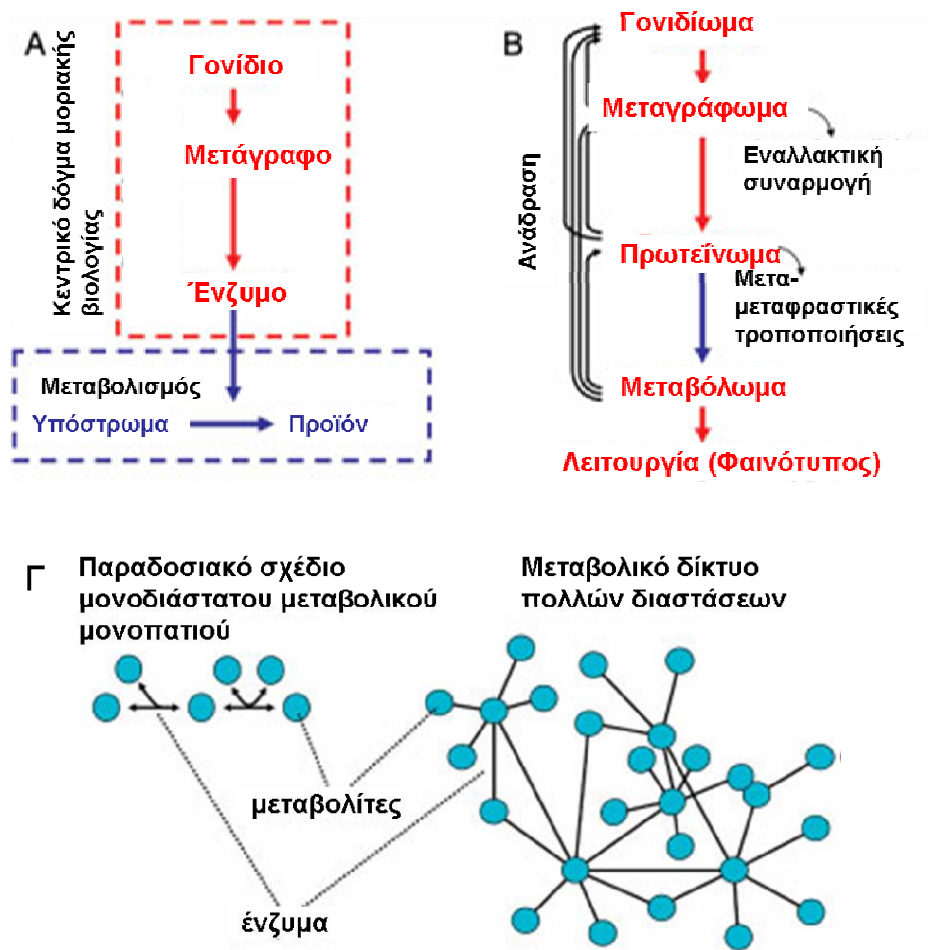 Α
Κεντρικό δόγμα μοριακής
βιολογίας
Γονίδιο
Μετάγραφο
Ένζυμο
Μεταβολισμός
Υπόστρωμα
Προϊόν
Β
Ανάδραση
Γονιδίωμα
Μεταγράφωμα
Εναλλακτική
συναρμογή
Πρωτεΐνωμα
Μετα-
μεταφραστικές
τροποποιήσεις
Μεταβόλωμα
Λειτουργία (Φαινότυπος)
Γ
Παραδοσιακό σχέδιο
μονοδιάστατου μεταβολικού
μονοπατιού
Μεταβολικό δίκτυο
πολλών διαστάσεων
μεταβολίτες
ένζυμα